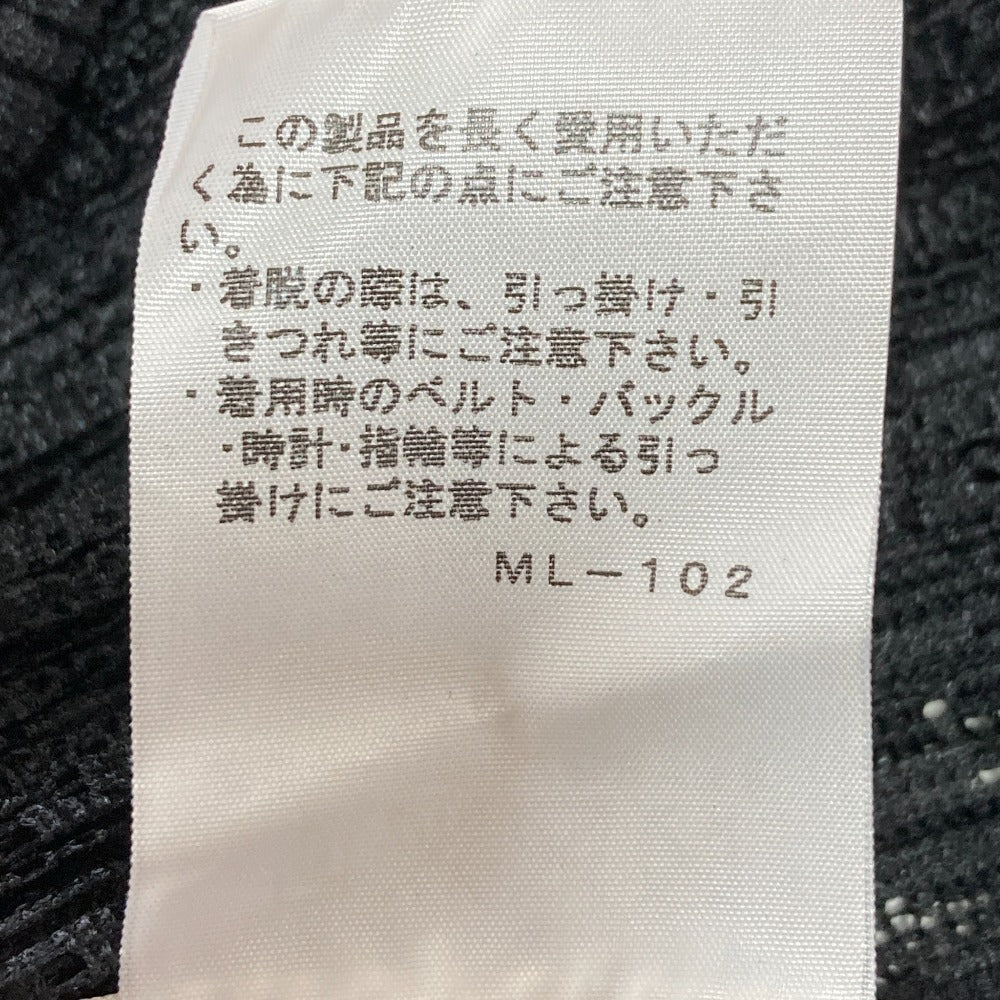 この製品を長く愛用いただ
く為に下記の点にご注意下さ
い。
・着脱の際は、引っ掛け・引
きつれ等にご注意下さい。
・着用時のベルト・バックル
・時計・指輪等による引っ
掛けにご注意下さい。
ML－102